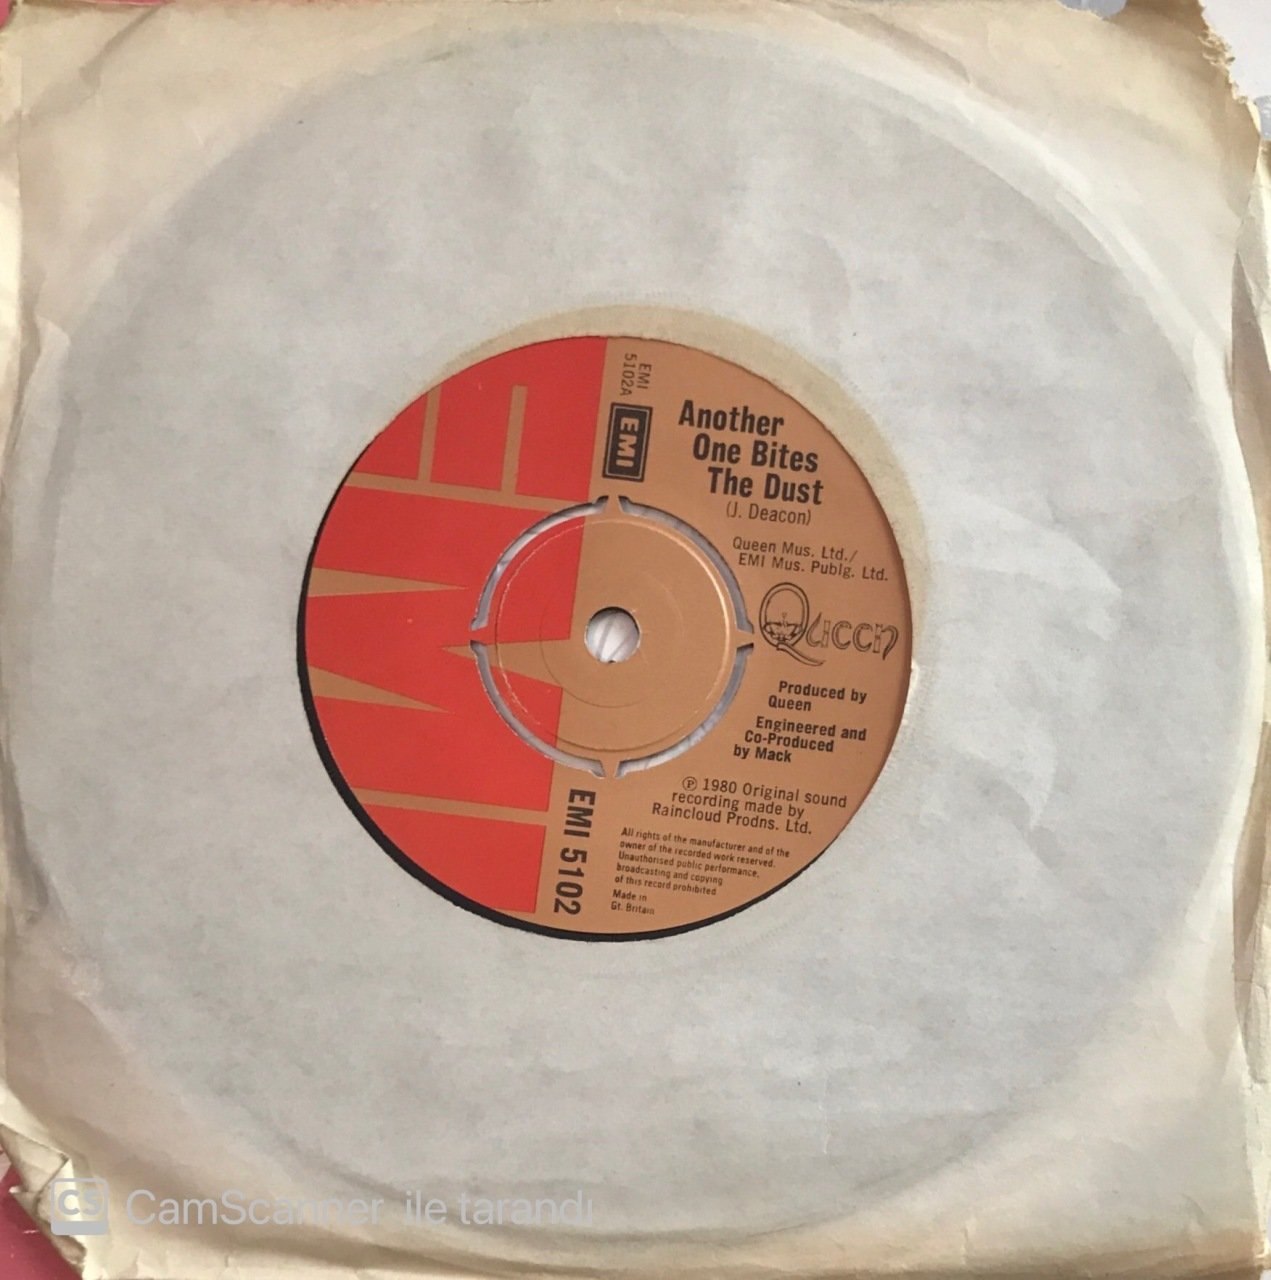 EMI
5102A
EMI
Another
One Bites
The Dust
(J. Deacon)
Queen Mus. Ltd./
EMI Mus. Publg. Ltd.
Queen
Produced by
Queen
Engineered and
Co-Produced
by Mack
℗ 1980 Original sound
recording made by
Raincloud Prodns. Ltd.
All rights of the manufacturer and of the
owner of the recorded work reserved.
Unauthorised public performance,
broadcasting and copying
of this record prohibited
Made in
Gt. Britain
EMI 5102
EMI
CS CamScanner ile tarandı